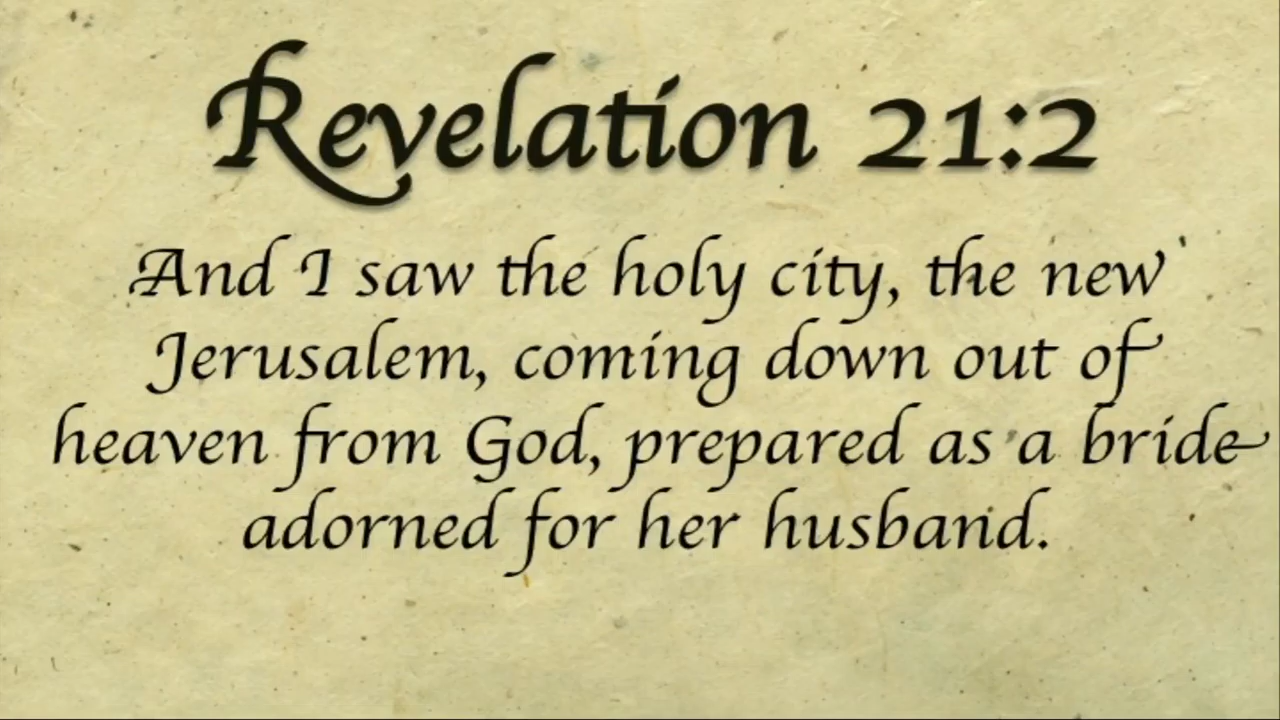 Revelation 21:2
And I saw the holy city, the new
Jerusalem, coming down out of
heaven from God, prepared as a bride
adorned for her husband.